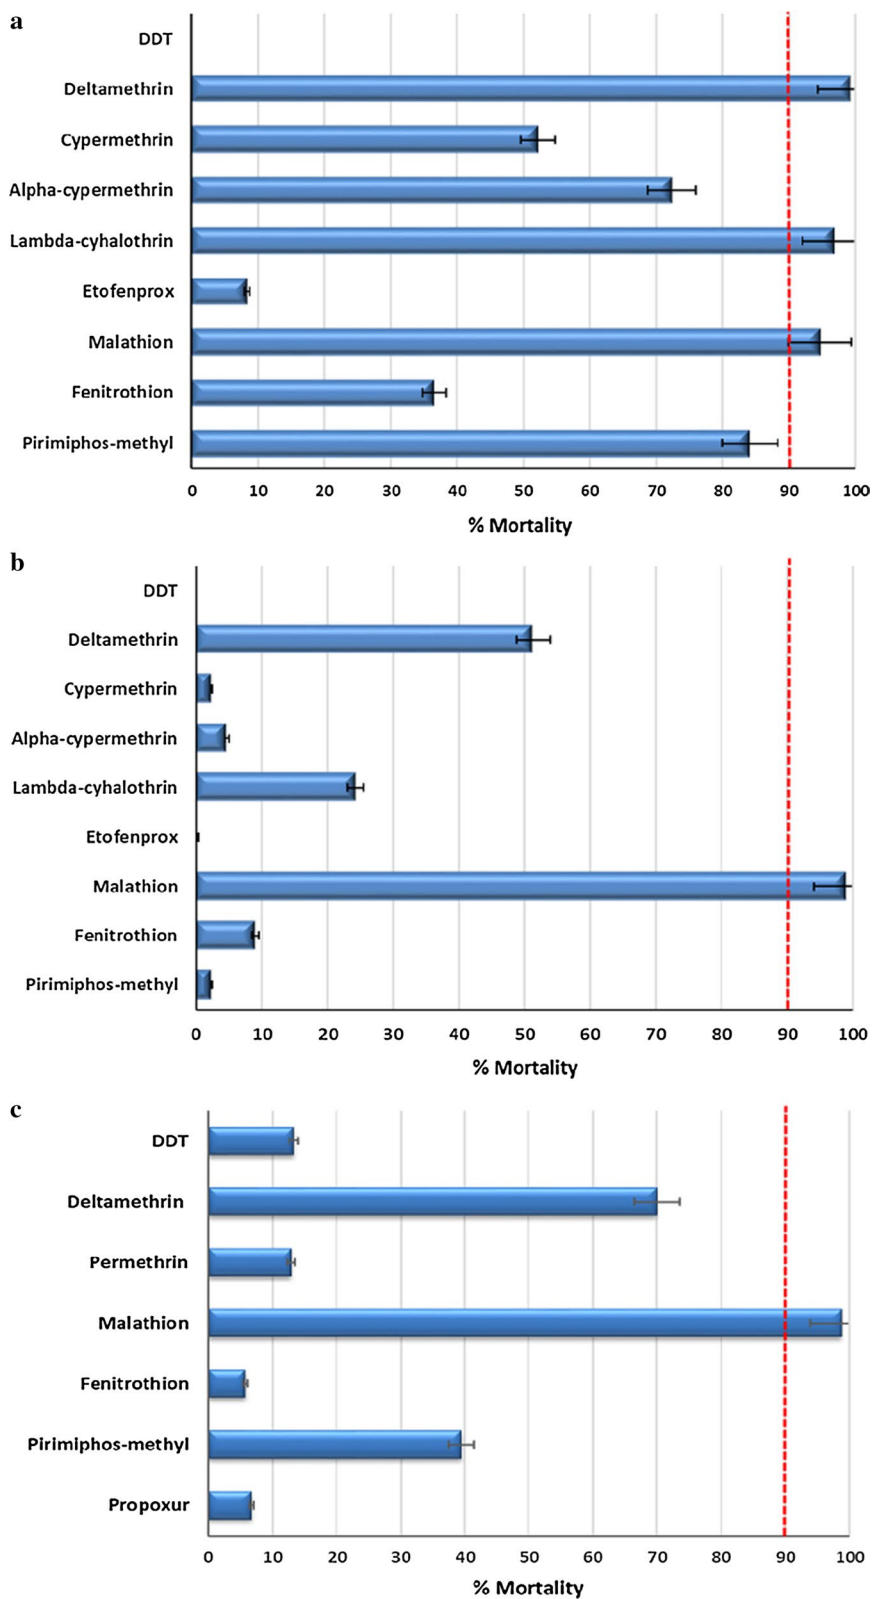 a
DDT
Deltamethrin
Cypermethrin
Alpha-cypermethrin
Lambda-cyhalothrin
Etofenprox
Malathion
Fenitrothion
Pirimiphos-methyl
0 10 20 30 40 50 60 70 80 90 100
% Mortality
b
DDT
Deltamethrin
Cypermethrin
Alpha-cypermethrin
Lambda-cyhalothrin
Etofenprox
Malathion
Fenitrothion
Pirimiphos-methyl
0 10 20 30 40 50 60 70 80 90 100
% Mortality
c
DDT
Deltamethrin
Permethrin
Malathion
Fenitrothion
Pirimiphos-methyl
Propoxur
0 10 20 30 40 50 60 70 80 90 100
% Mortality